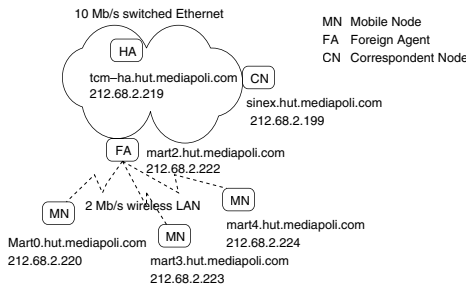 10 Mb/s switched Ethernet
MN Mobile Node
FA Foreign Agent
CN Correspondent Node
HA
tcm-ha.hut.mediapoli.com
212.68.2.219
CN
sinex.hut.mediapoli.com
212.68.2.199
FA
mart2.hut.mediapoli.com
212.68.2.222
2 Mb/s wireless LAN
MN
Mart0.hut.mediapoli.com
212.68.2.220
MN
mart3.hut.mediapoli.com
212.68.2.223
MN
mart4.hut.mediapoli.com
212.68.2.224